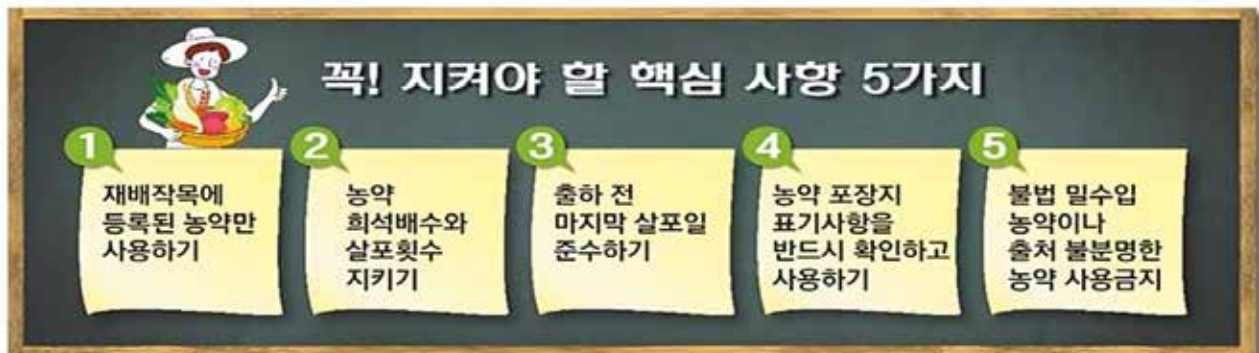 꼭! 지켜야 할 핵심 사항 5가지
1
재배작목에
등록된 농약만
사용하기
2
농약
희석배수와
살포횟수
지키기
3
출하 전
마지막 살포일
준수하기
4
농약 포장지
표기사항을
반드시 확인하고
사용하기
5
불법 밀수입
농약이나
출처 불분명한
농약 사용금지